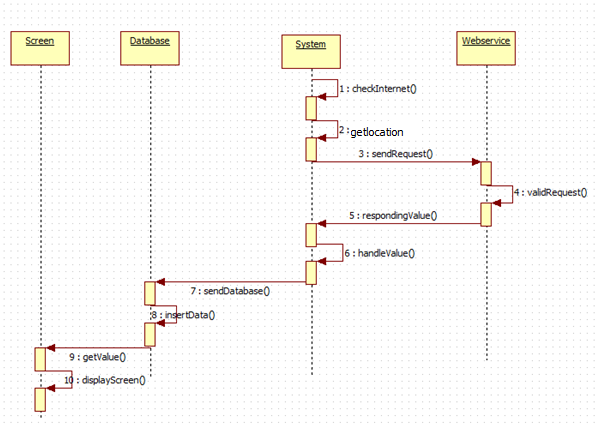 Screen
Database
System
Webservice
1 : checkInternet()
2 : getlocation
3 : sendRequest()
4 : validRequest()
5 : respondingValue()
6 : handleValue()
7 : sendDatabase()
8 : insertData()
9 : getValue()
10 : displayScreen()